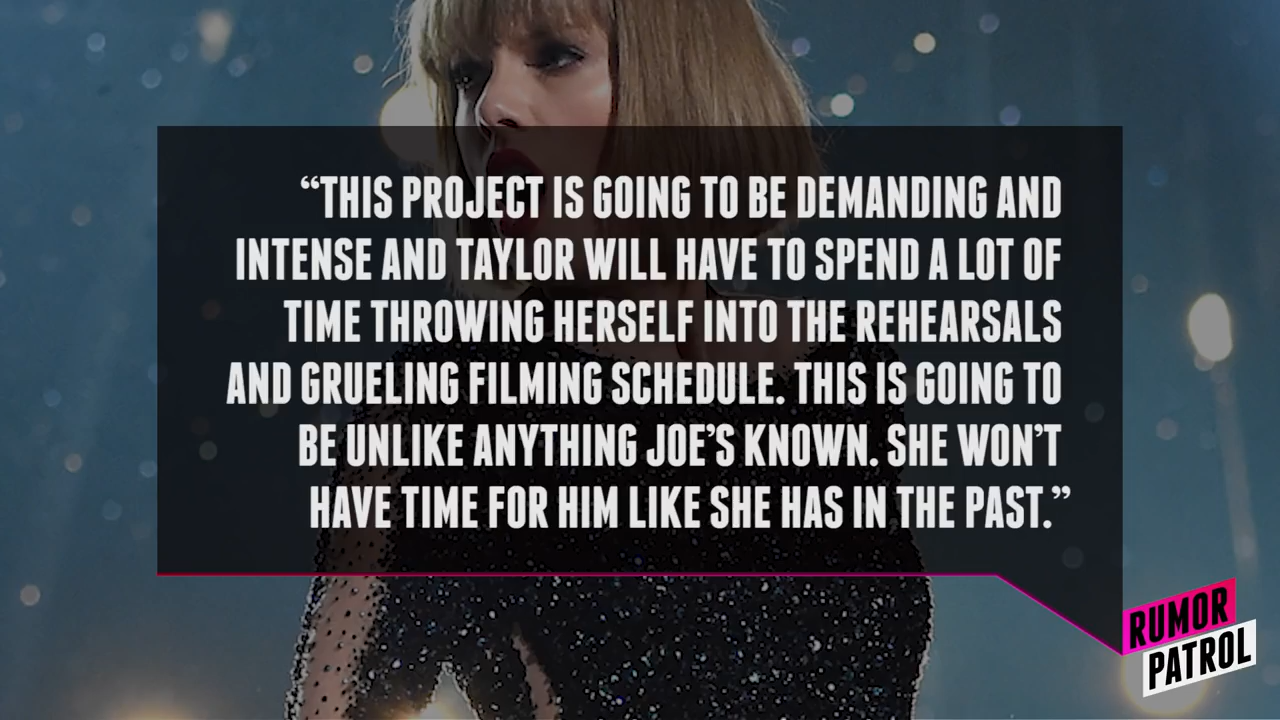 “THIS PROJECT IS GOING TO BE DEMANDING AND
INTENSE AND TAYLOR WILL HAVE TO SPEND A LOT OF
TIME THROWING HERSELF INTO THE REHEARSALS
AND GRUELING FILMING SCHEDULE. THIS IS GOING TO
BE UNLIKE ANYTHING JOE’S KNOWN. SHE WON’T
HAVE TIME FOR HIM LIKE SHE HAS IN THE PAST.”
RUMOR
PATROL